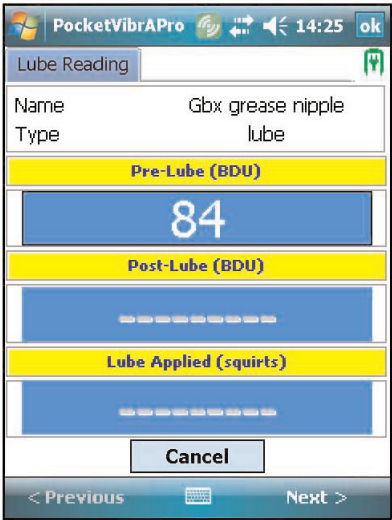 PocketVibrAPro 14:25 ok
Lube Reading
Name Gbx grease nipple
Type lube
Pre-Lube (BDU)
84
Post-Lube (BDU)
---------
Lube Applied (squirts)
---------
Cancel
< Previous Next >